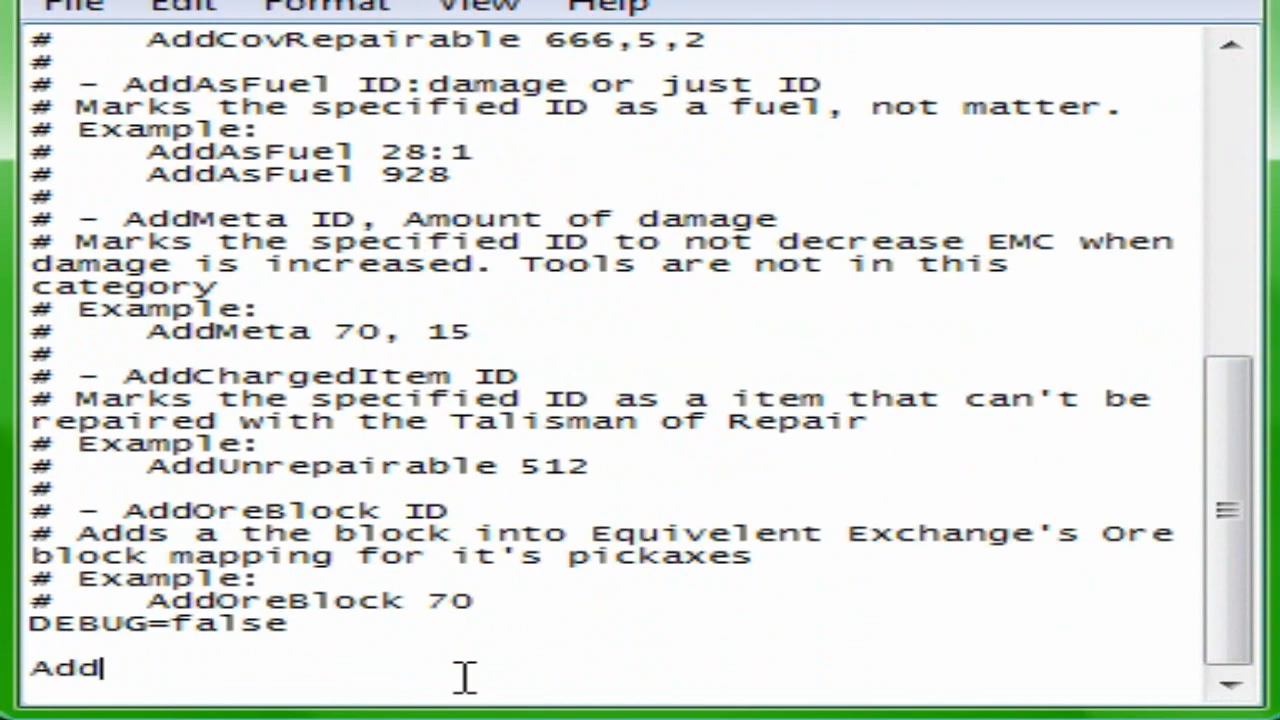 File Edit Format View Help
#     AddCovRepairable 666,5,2
#
# - AddAsFuel ID:damage or just ID
# Marks the specified ID as a fuel, not matter.
# Example:
#     AddAsFuel 28:1
#     AddAsFuel 928
#
# - AddMeta ID, Amount of damage
# Marks the specified ID to not decrease EMC when
damage is increased. Tools are not in this
category
# Example:
#     AddMeta 70, 15
#
# - AddChargedItem ID
# Marks the specified ID as a item that can't be
repaired with the Talisman of Repair
# Example:
#     AddUnrepairable 512
#
# - AddOreBlock ID
# Adds a the block into Equivelent Exchange's Ore
block mapping for it's pickaxes
# Example:
#     AddOreBlock 70
DEBUG=false
Add